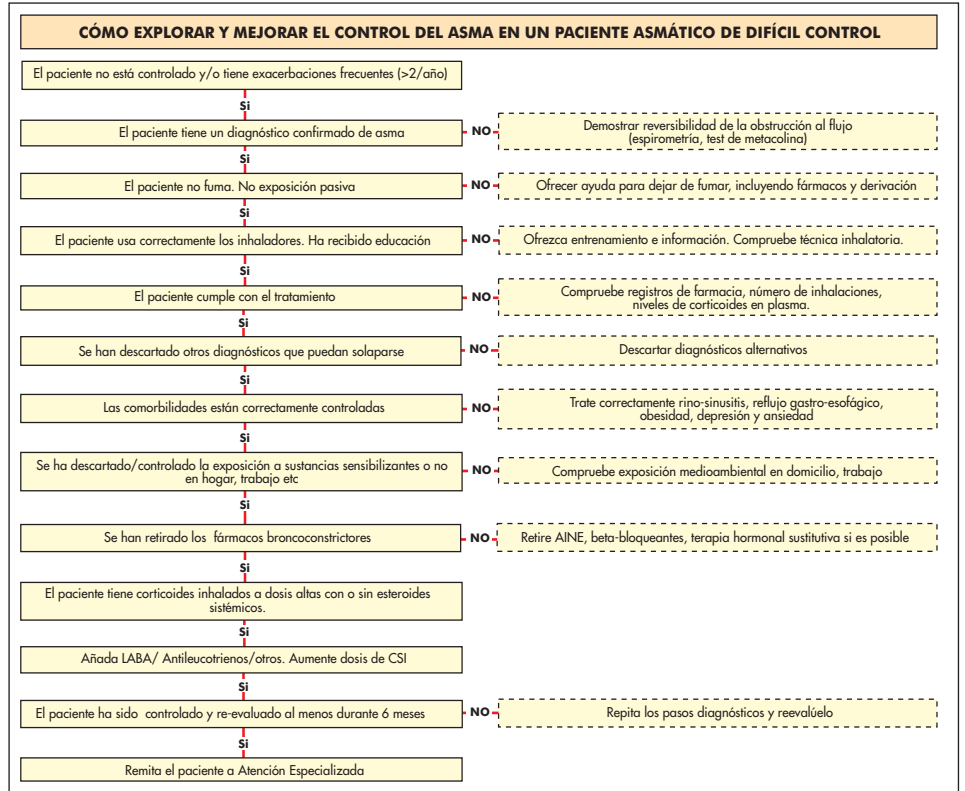 CÓMO EXPLORAR Y MEJORAR EL CONTROL DEL ASMA EN UN PACIENTE ASMÁTICO DE DIFÍCIL CONTROL
El paciente no está controlado y/o tiene exacerbaciones frecuentes (>2/año)
Si
El paciente tiene un diagnóstico confirmado de asma
NO
Demostrar reversibilidad de la obstrucción al flujo
(espirometría, test de metacolina)
Si
El paciente no fuma. No exposición pasiva
NO
Ofrecer ayuda para dejar de fumar, incluyendo fármacos y derivación
Si
El paciente usa correctamente los inhaladores. Ha recibido educación
NO
Ofrezca entrenamiento e información. Compruebe técnica inhalatoria.
Si
El paciente cumple con el tratamiento
NO
Compruebe registros de farmacia, número de inhalaciones,
niveles de corticoides en plasma.
Si
Se han descartado otros diagnósticos que puedan solaparse
NO
Descartar diagnósticos alternativos
Si
Las comorbilidades están correctamente controladas
NO
Trate correctamente rino-sinusitis, reflujo gastro-esofágico,
obesidad, depresión y ansiedad
Si
Se ha descartado/controlado la exposición a sustancias sensibilizantes o no
en hogar, trabajo etc
NO
Compruebe exposición medioambiental en domicilio, trabajo
Si
Se han retirado los fármacos broncoconstrictores
NO
Retire AINE, beta-bloqueantes, terapia hormonal sustitutiva si es posible
Si
El paciente tiene corticoides inhalados a dosis altas con o sin esteroides
sistémicos.
Si
Añada LABA/ Antileucotrienos/otros. Aumente dosis de CSI
Si
El paciente ha sido controlado y re-evaluado al menos durante 6 meses
NO
Repita los pasos diagnósticos y reevalúelo
Si
Remita el paciente a Atención Especializada